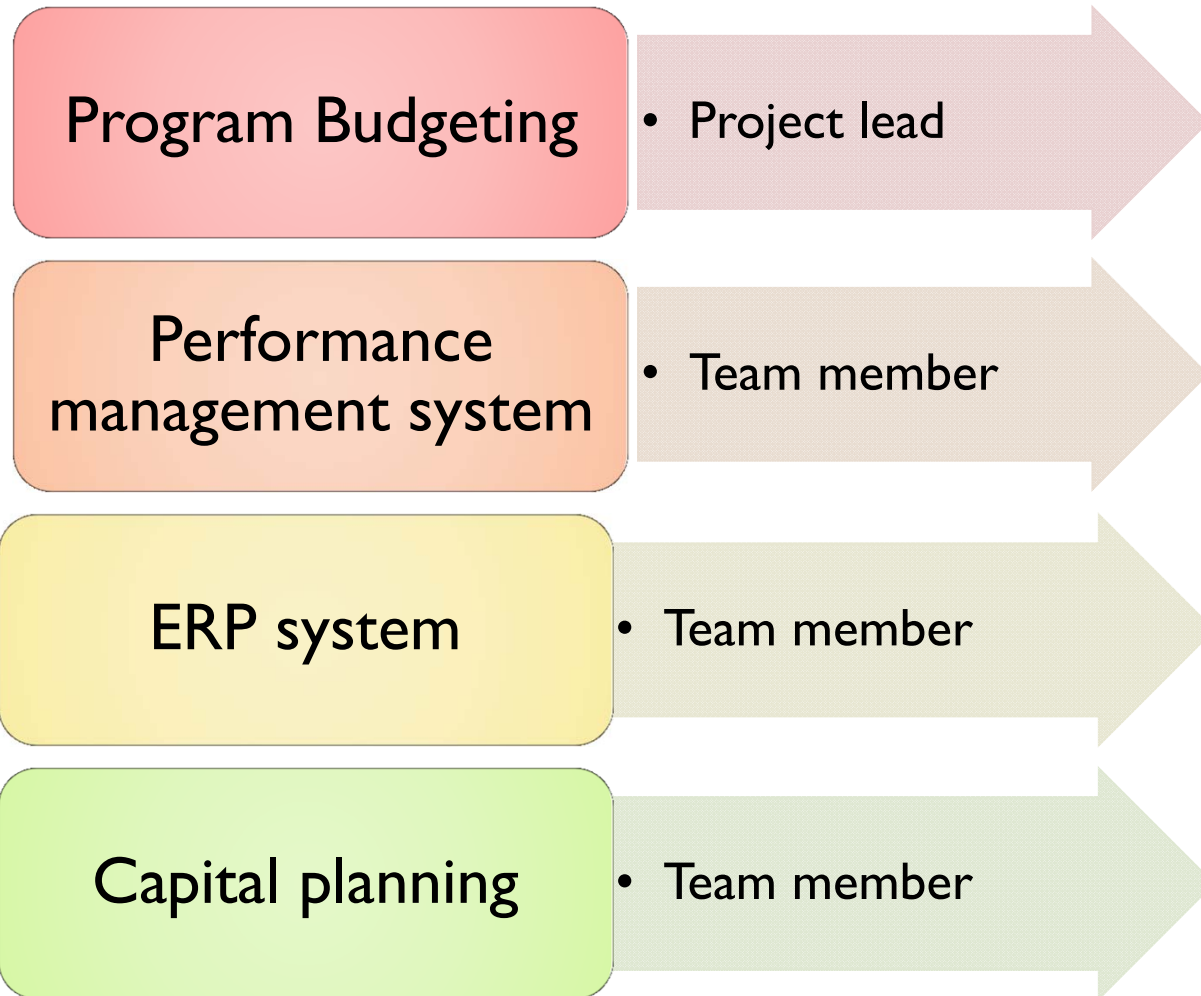 Program Budgeting
• Project lead
Performance
management system
• Team member
ERP system
• Team member
Capital planning
• Team member